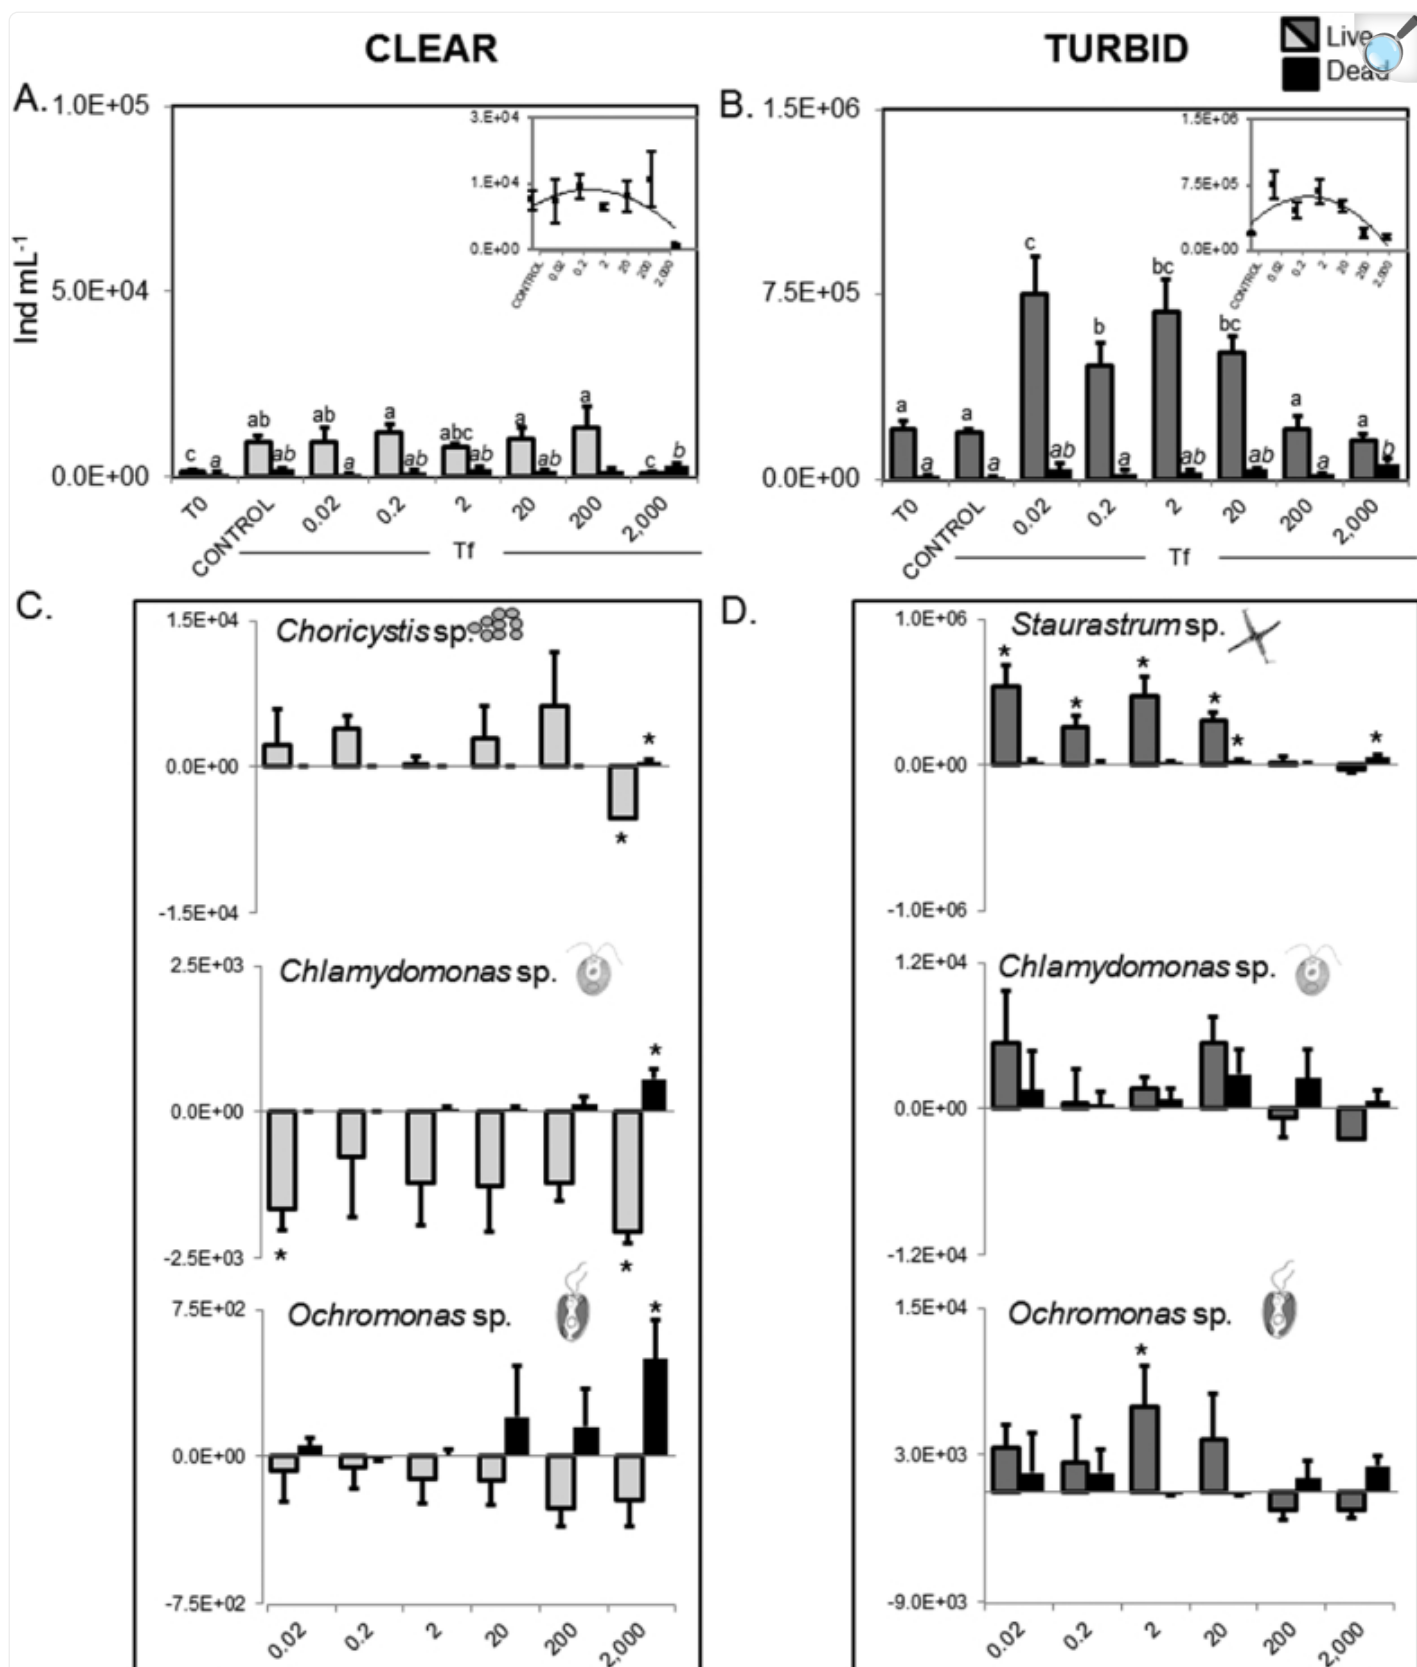 CLEAR
TURBID
Live
Dead
A.
1.0E+05
5.0E+04
0.0E+00
Ind mL-1
3.E+04
1.E+04
0.E+00
CONTROL 0.02 0.2 2 20 200 2,000
c a ab ab ab a a ab abc ab a ab a c b
T0 CONTROL 0.02 0.2 2 20 200 2,000
Tf
B.
1.5E+06
7.5E+05
0.0E+00
1.5E+06
7.5E+05
0.0E+00
CONTROL 0.02 0.2 2 20 200 2,000
a a a a c ab b a bc ab bc ab a a a b
T0 CONTROL 0.02 0.2 2 20 200 2,000
Tf
C.
Choricystis sp.
1.5E+04
0.0E+00
-1.5E+04
* *
Chlamydomonas sp.
2.5E+03
0.0E+00
-2.5E+03
* * *
Ochromonas sp.
7.5E+02
0.0E+00
-7.5E+02
*
0.02 0.2 2 20 200 2,000
D.
Staurastrum sp.
1.0E+06
0.0E+00
-1.0E+06
* * * * * *
Chlamydomonas sp.
1.2E+04
0.0E+00
-1.2E+04
Ochromonas sp.
1.5E+04
3.0E+03
-9.0E+03
*
0.02 0.2 2 20 200 2,000